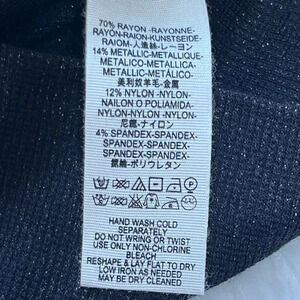 70% RAYON -RAYONNE-
RAYON-RAION-KUNSTSEIDE-
RAIOM-人造絲-レーヨン
14% METALLIC-METALLIQUE-
METALICO-METALLICA-
METALICO-METALLIC-
美利奴羊毛-金属
12% NYLON -NYLON-
NAILON O POLIAMIDA-
NYLON-NYLON -NYLON-
尼龍-ナイロン
4% SPANDEX-SPANDEX-
SPANDEX-SPANDEX-
SPANDEX-SPANDEX-
氨綸-ポリウレタン
HAND WASH COLD
SEPARATELY
DO NOT WRING OR TWIST
USE ONLY NON-CHLORINE
BLEACH
RESHAPE & LAY FLAT TO DRY
LOW IRON AS NEEDED
MAY BE DRY CLEANED